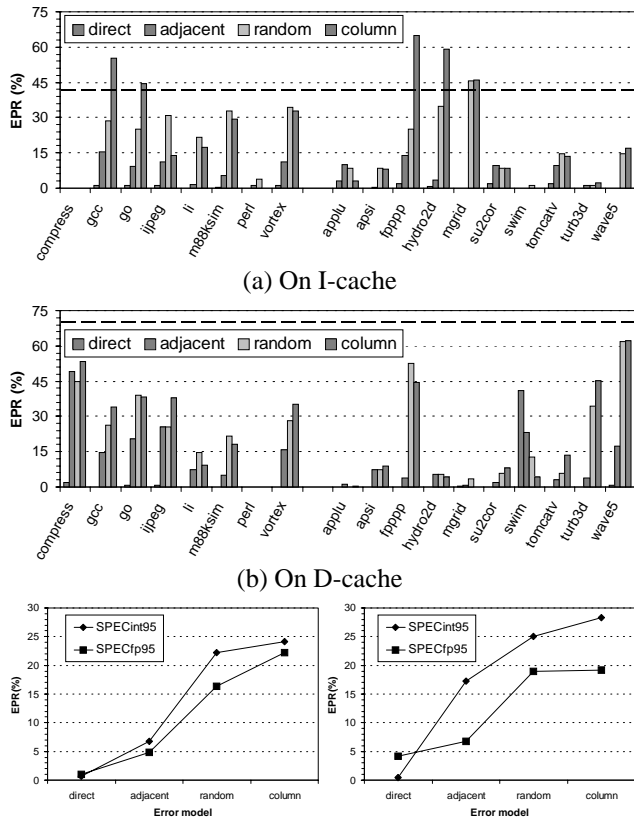 direct adjacent random column
75
60
45
30
15
0
EPR (%)
compress gcc go ijpeg li m88ksim perl vortex applu apsi fpppp hydro2d mgrid su2cor swim tomcatv turb3d wave5
(a) On I-cache
75
60
45
30
15
0
EPR (%)
direct adjacent random column
compress gcc go ijpeg li m88ksim perl vortex applu apsi fpppp hydro2d mgrid su2cor swim tomcatv turb3d wave5
(b) On D-cache
30
25
20
15
10
5
0
EPR(%)
SPECint95
SPECfp95
direct adjacent random column
Error model
30
25
20
15
10
5
0
EPR(%)
SPECint95
SPECfp95
direct adjacent random column
Error model